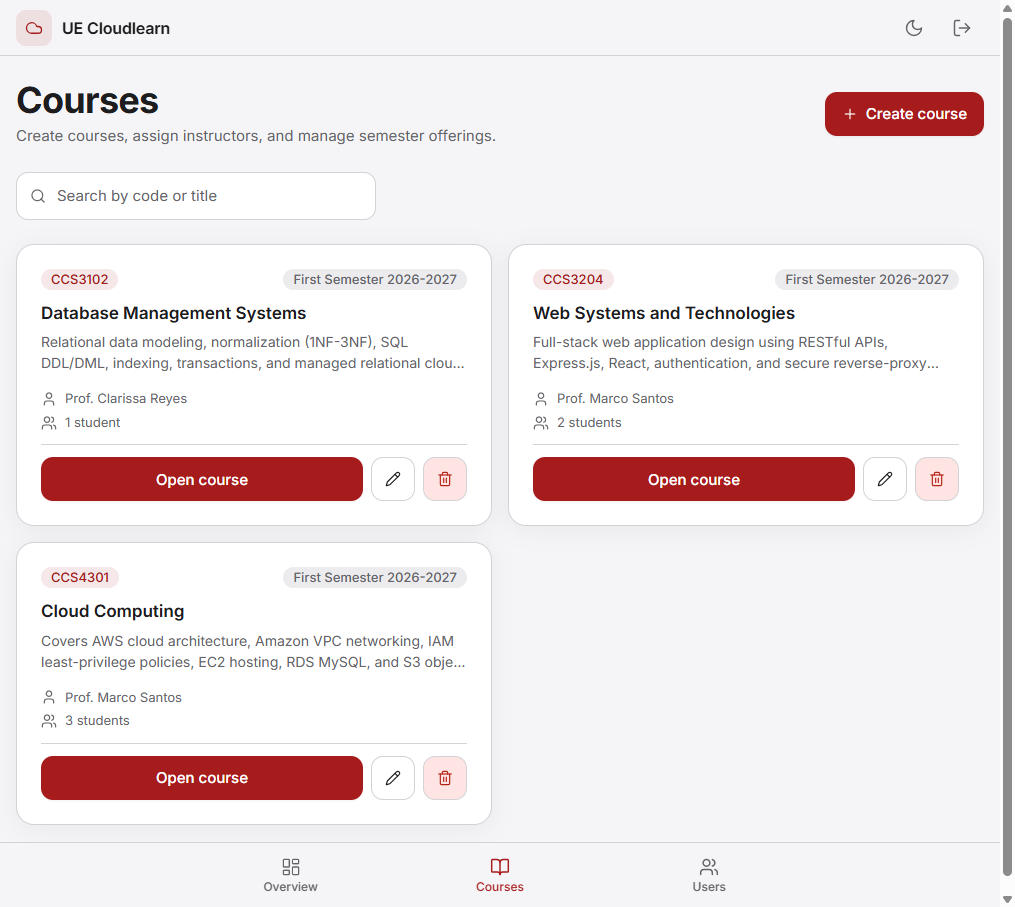 UE Cloudlearn
Courses
Create courses, assign instructors, and manage semester offerings.
Create course
Search by code or title
CCS3102
First Semester 2026-2027
Database Management Systems
Relational data modeling, normalization (1NF-3NF), SQL
DDL/DML, indexing, transactions, and managed relational clou...
Prof. Clarissa Reyes
1 student
Open course
CCS3204
First Semester 2026-2027
Web Systems and Technologies
Full-stack web application design using RESTful APIs,
Express.js, React, authentication, and secure reverse-proxy...
Prof. Marco Santos
2 students
Open course
CCS4301
First Semester 2026-2027
Cloud Computing
Covers AWS cloud architecture, Amazon VPC networking, IAM
least-privilege policies, EC2 hosting, RDS MySQL, and S3 obje...
Prof. Marco Santos
3 students
Open course
Overview
Courses
Users